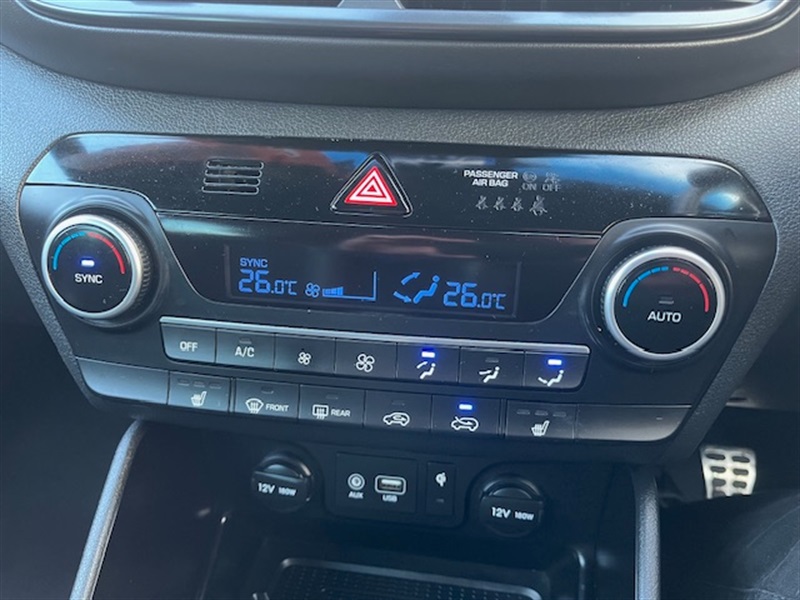 PASSENGER
AIR BAG
ON OFF
SYNC
SYNC
26.0°C
26.0°C
AUTO
OFF
A/C
FRONT
REAR
12V 180W
AUX
USB
12V 180W